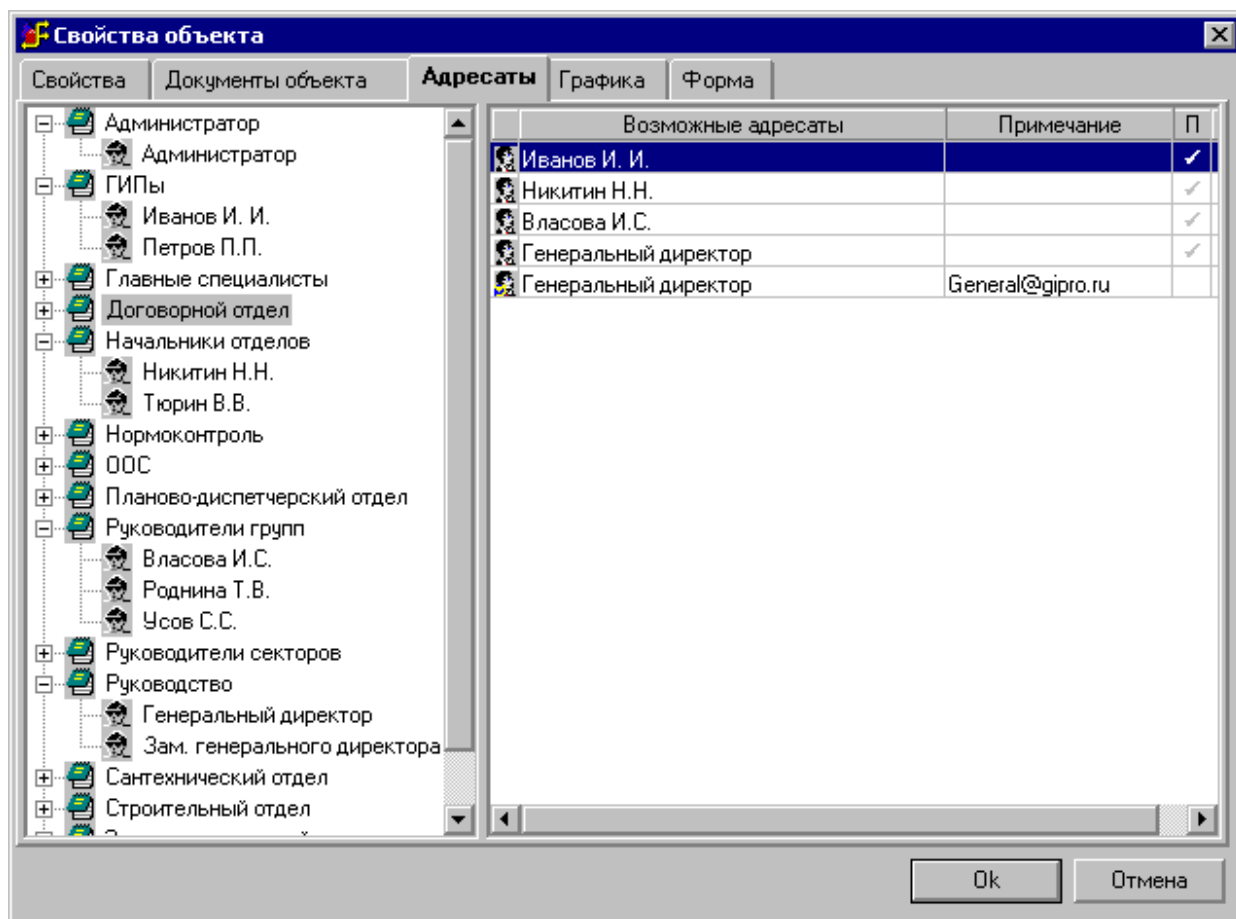 Свойства объекта
Свойства Документы объекта Адресаты Графика Форма
Администратор
Администратор
ГИПы
Иванов И. И.
Петров П.П.
Главные специалисты
Договорной отдел
Начальники отделов
Никитин Н.Н.
Тюрин В.В.
Нормоконтроль
ООС
Планово-диспетчерский отдел
Руководители групп
Власова И.С.
Роднина Т.В.
Усов С.С.
Руководители секторов
Руководство
Генеральный директор
Зам. генерального директора
Сантехнический отдел
Строительный отдел
Возможные адресаты Примечание П
Иванов И. И.
Никитин Н.Н.
Власова И.С.
Генеральный директор
Генеральный директор General@gipro.ru
Ok Отмена